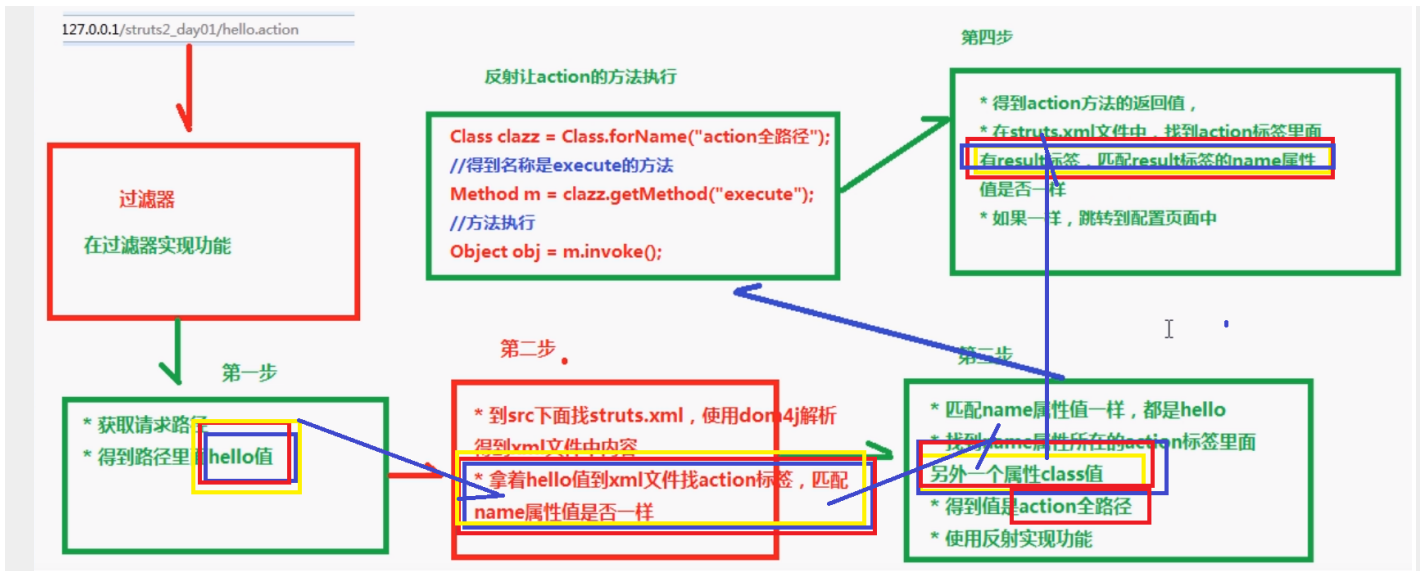 127.0.0.1/struts2_day01/hello.action
过滤器
在过滤器实现功能
第一步
* 获取请求路径
* 得到路径里面hello值
第二步
* 到src下面找struts.xml，使用dom4j解析
得到xml文件中内容
* 拿着hello值到xml文件找action标签，匹配
name属性值是否一样
第三步
* 匹配name属性值一样，都是hello
* 找到name属性所在的action标签里面
另外一个属性class值
* 得到值是action全路径
* 使用反射实现功能
反射让action的方法执行
Class clazz = Class.forName("action全路径");
//得到名称是execute的方法
Method m = clazz.getMethod("execute");
//方法执行
Object obj = m.invoke();
第四步
* 得到action方法的返回值，
* 在struts.xml文件中，找到action标签里面
有result标签，匹配result标签的name属性
值是否一样
* 如果一样，跳转到配置页面中